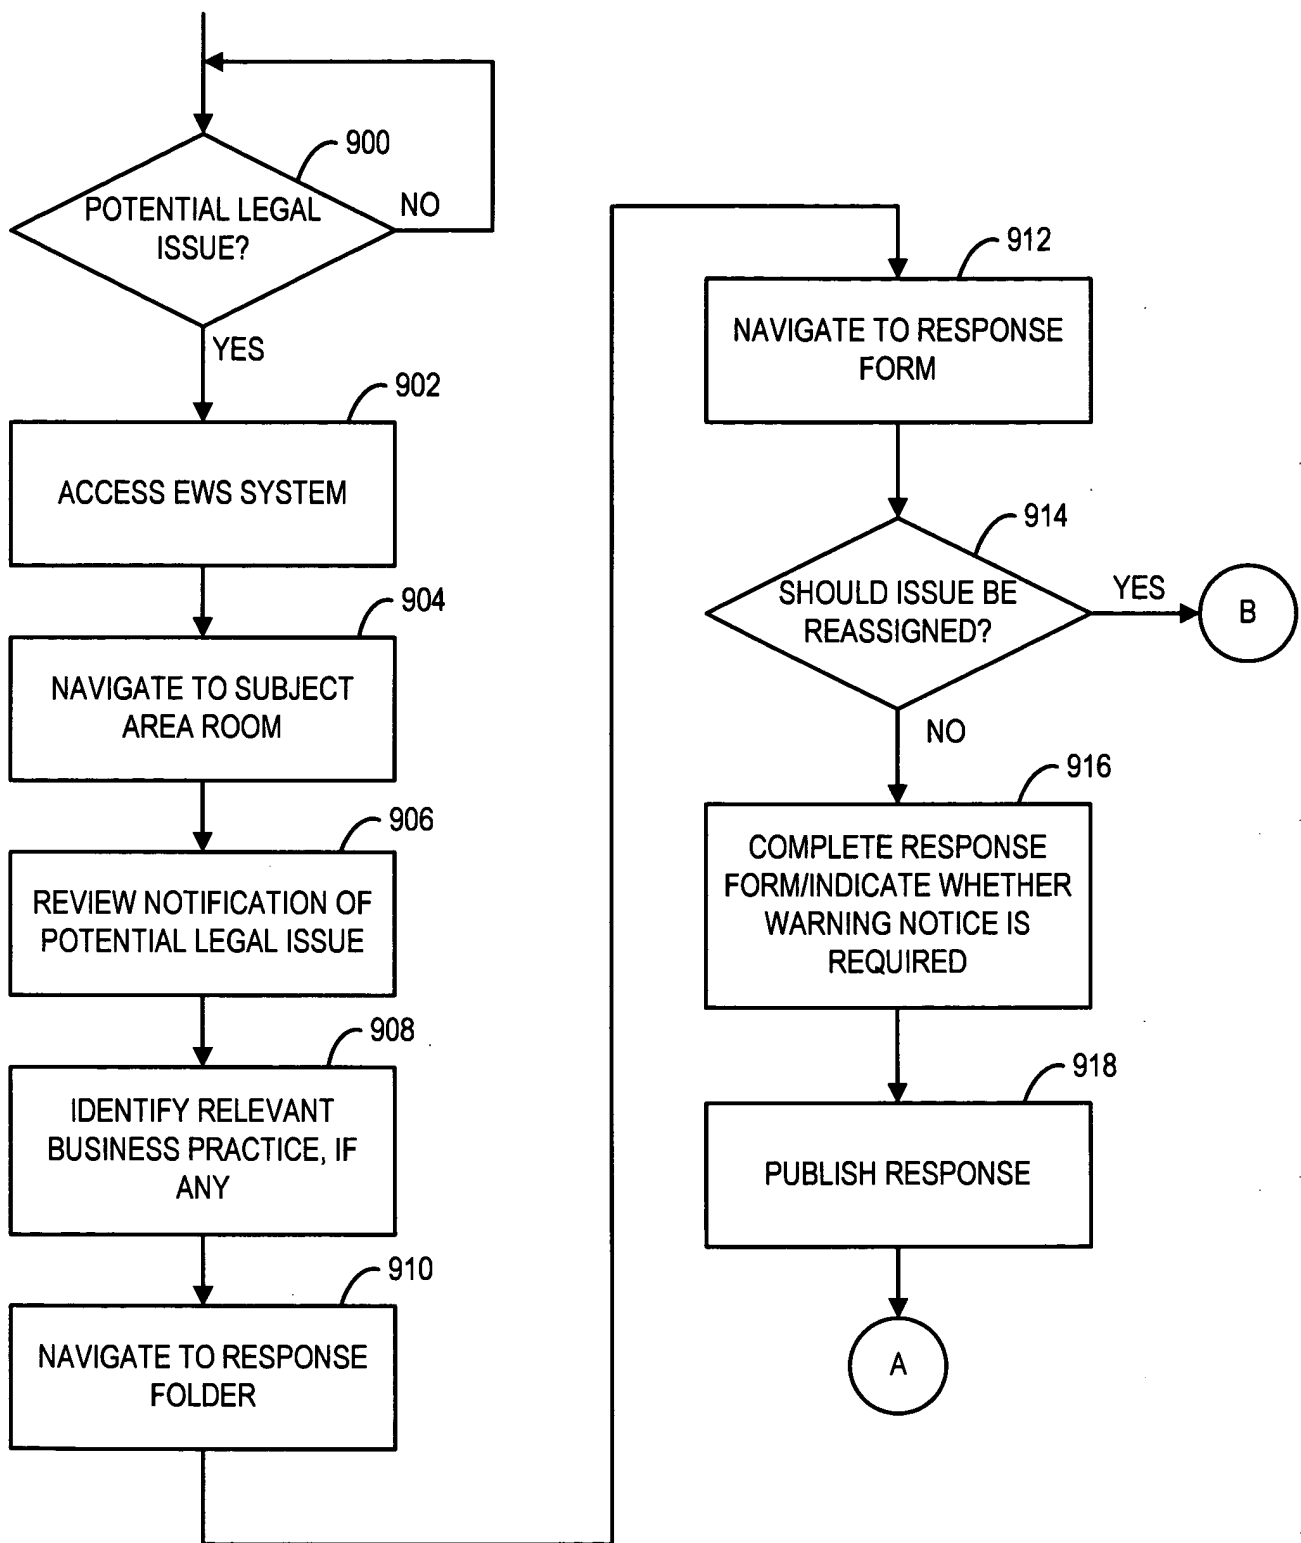 900
POTENTIAL LEGAL
ISSUE?
NO
YES
902
ACCESS EWS SYSTEM
904
NAVIGATE TO SUBJECT
AREA ROOM
906
REVIEW NOTIFICATION OF
POTENTIAL LEGAL ISSUE
908
IDENTIFY RELEVANT
BUSINESS PRACTICE, IF
ANY
910
NAVIGATE TO RESPONSE
FOLDER
912
NAVIGATE TO RESPONSE
FORM
914
SHOULD ISSUE BE
REASSIGNED?
YES
B
NO
916
COMPLETE RESPONSE
FORM/INDICATE WHETHER
WARNING NOTICE IS
REQUIRED
918
PUBLISH RESPONSE
A